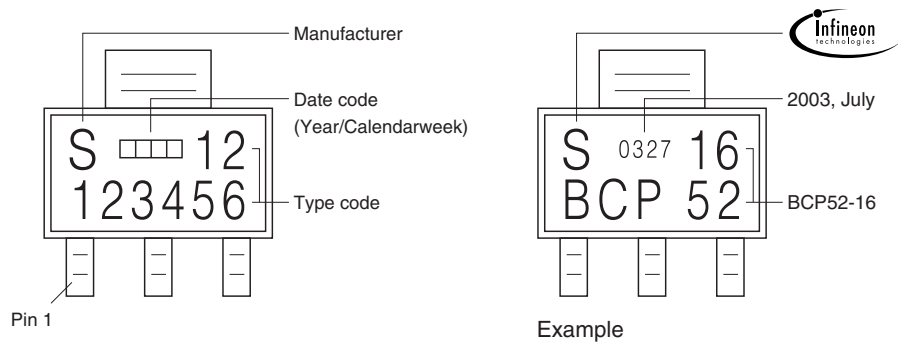 Manufacturer
Date code
(Year/Calendarweek)
S 12
123456
Type code
Pin 1
Infineon
technologies
2003, July
S 0327 16
BCP 52
BCP52-16
Example